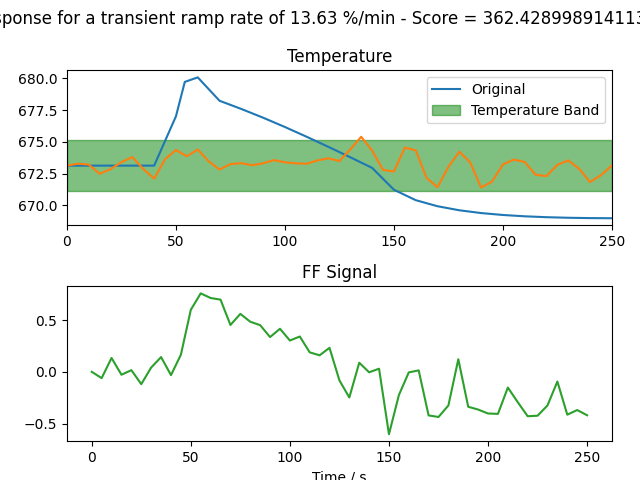 sponse for a transient ramp rate of 13.63 %/min - Score = 362.428998914113
Temperature
680.0
677.5
675.0
672.5
670.0
Original
Temperature Band
0 50 100 150 200 250
FF Signal
0.5
0.0
−0.5
0 50 100 150 200 250
Time / s